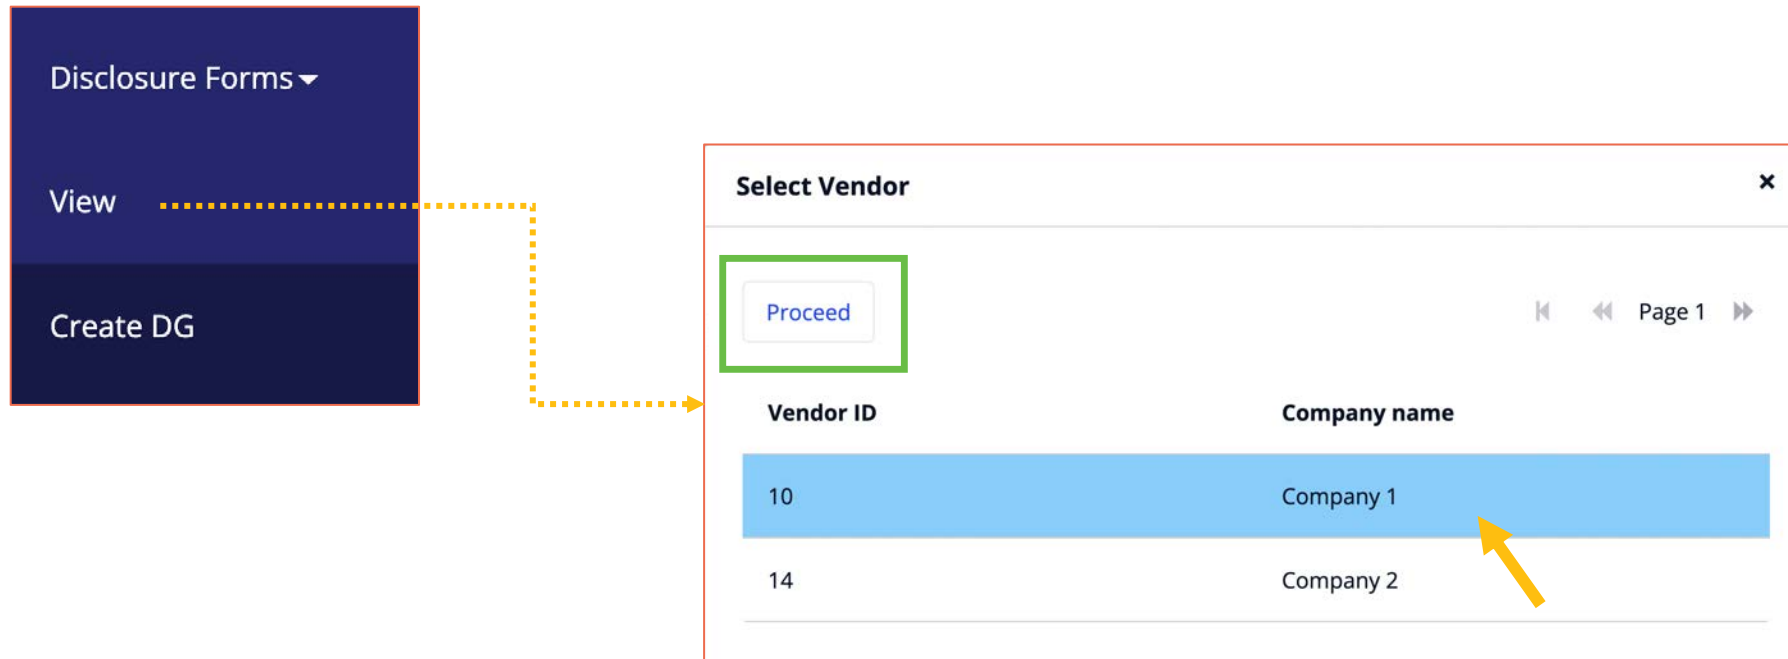 Disclosure Forms
View
Create DG
Select Vendor
Proceed
Page 1
Vendor ID Company name
10 Company 1
14 Company 2